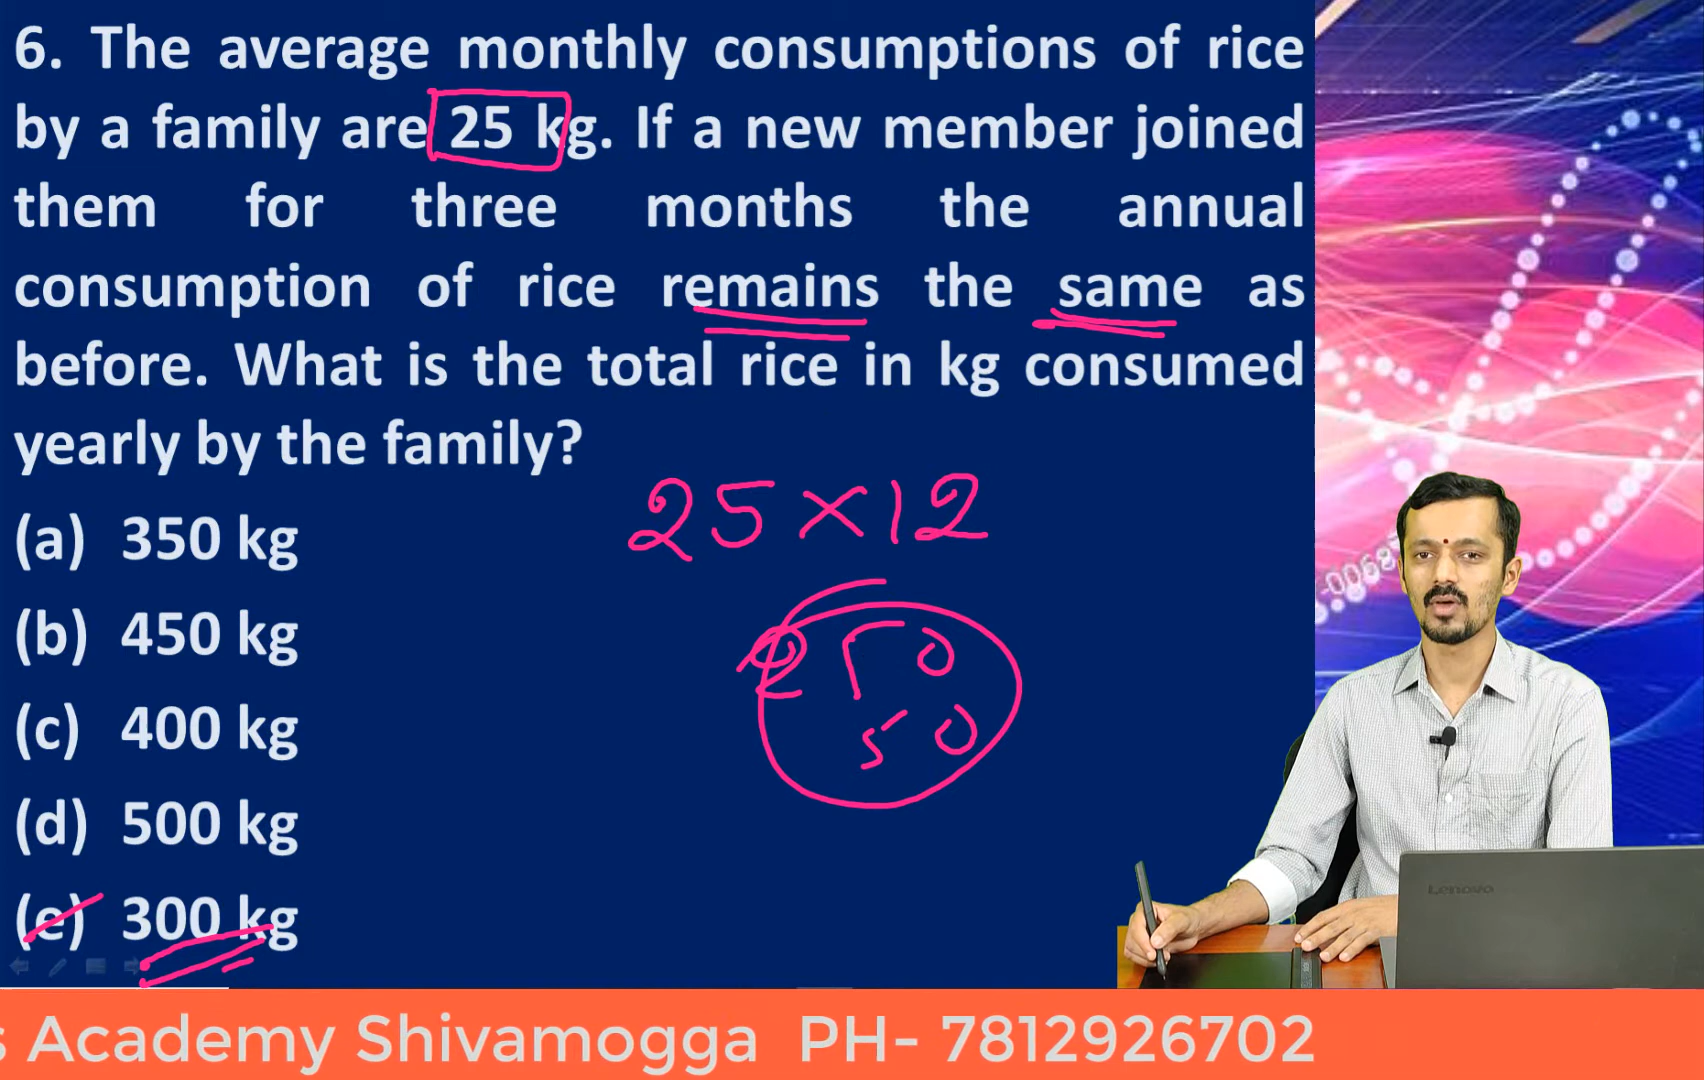 6. The average monthly consumptions of rice
by a family are 25 kg. If a new member joined
them for three months the annual
consumption of rice remains the same as
before. What is the total rice in kg consumed
yearly by the family?
25 × 12
(a) 350 kg
50
(b) 450 kg
(c) 400 kg
(d) 500 kg
(e) 300 kg
Lenovo
s Academy Shivamogga PH- 7812926702